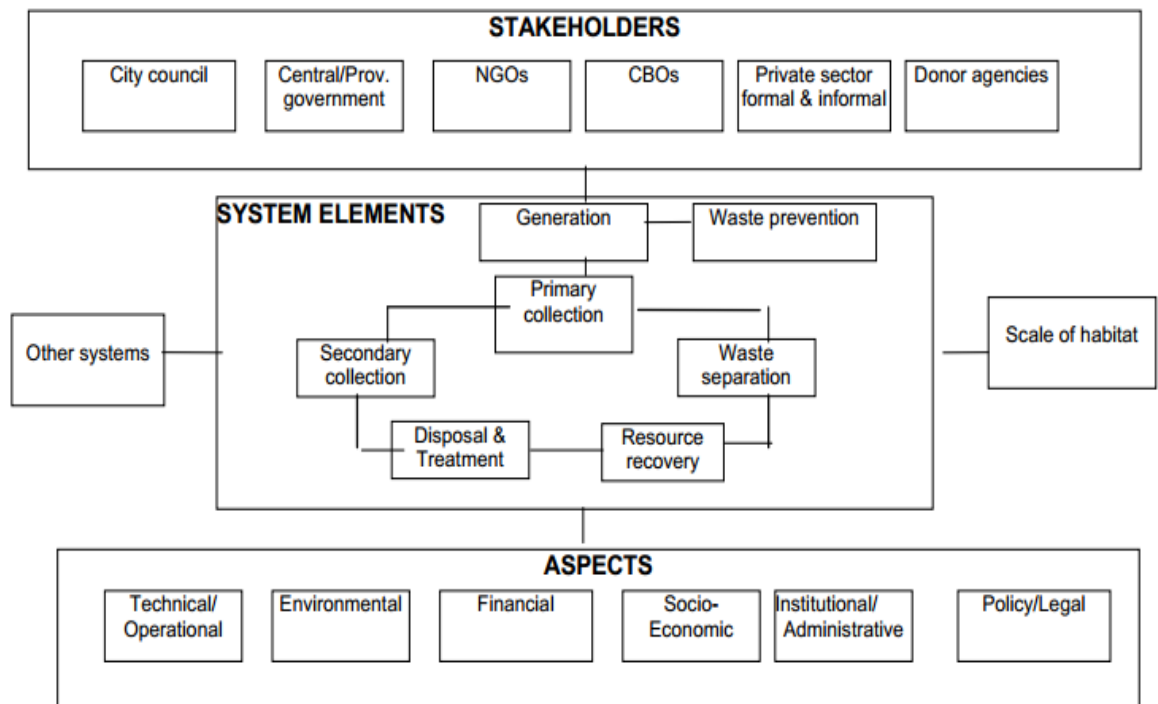 STAKEHOLDERS
City council
Central/Prov.
government
NGOs
CBOs
Private sector
formal & informal
Donor agencies
SYSTEM ELEMENTS
Generation
Waste prevention
Primary
collection
Other systems
Secondary
collection
Waste
separation
Scale of habitat
Disposal &
Treatment
Resource
recovery
ASPECTS
Technical/
Operational
Environmental
Financial
Socio-
Economic
Institutional/
Administrative
Policy/Legal